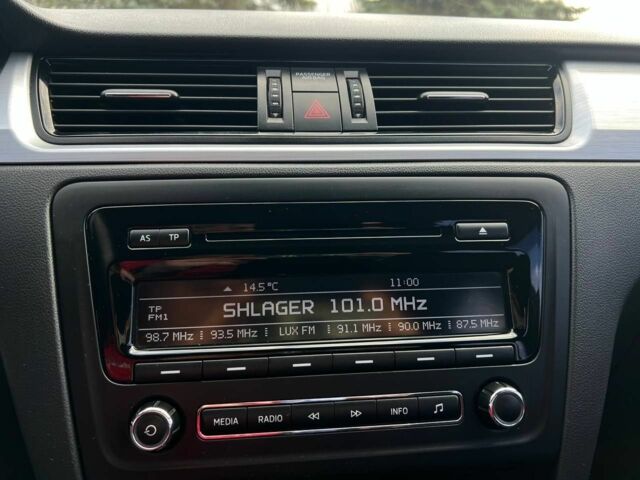 PASSENGER
AIRBAG
AS TP
14.5°C 11:00
TP
FM1
SHLAGER 101.0 MHz
98.7 MHz 93.5 MHz LUX FM 91.1 MHz 90.0 MHz 87.5 MHz
MEDIA RADIO INFO